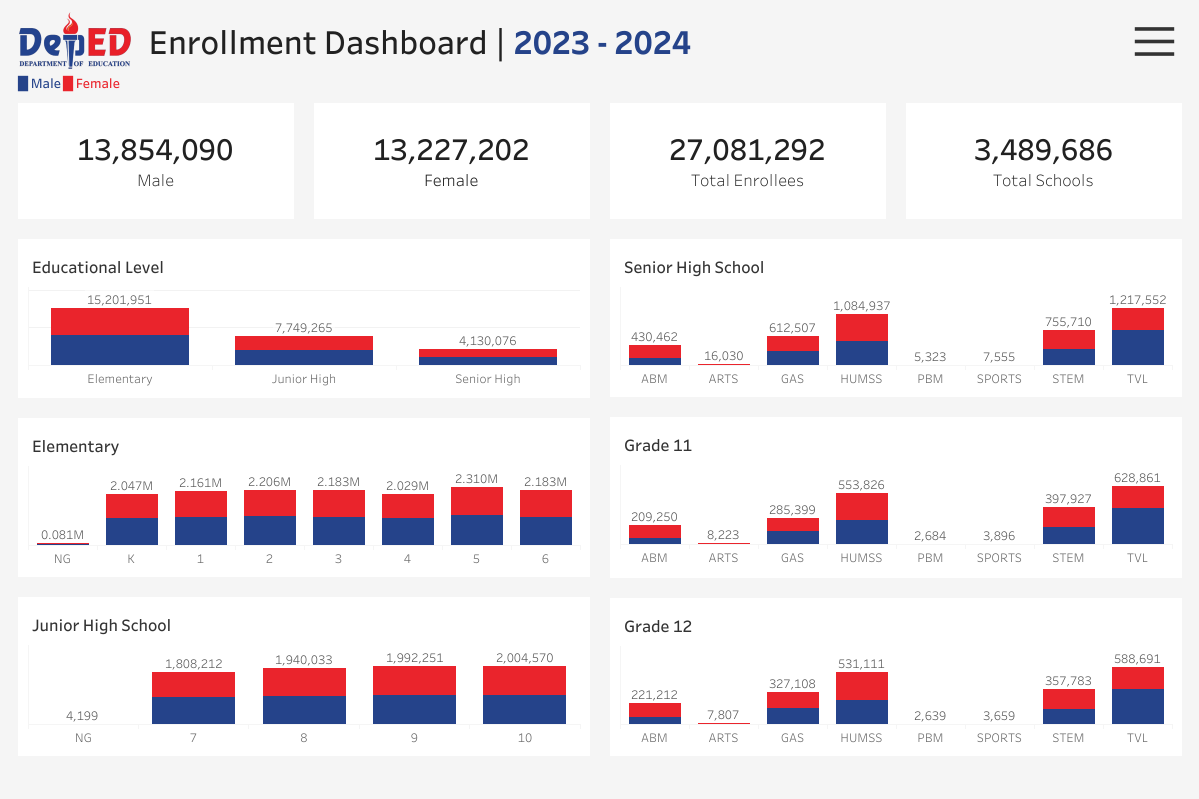 DepED
DEPARTMENT OF EDUCATION
Enrollment Dashboard | 2023 - 2024
Male Female
13,854,090
Male
13,227,202
Female
27,081,292
Total Enrollees
3,489,686
Total Schools
Educational Level
15,201,951 7,749,265 4,130,076
Elementary Junior High Senior High
Senior High School
430,462 16,030 612,507 1,084,937 5,323 7,555 755,710 1,217,552
ABM ARTS GAS HUMSS PBM SPORTS STEM TVL
Elementary
0.081M 2.047M 2.161M 2.206M 2.183M 2.029M 2.310M 2.183M
NG K 1 2 3 4 5 6
Grade 11
209,250 8,223 285,399 553,826 2,684 3,896 397,927 628,861
ABM ARTS GAS HUMSS PBM SPORTS STEM TVL
Junior High School
4,199 1,808,212 1,940,033 1,992,251 2,004,570
NG 7 8 9 10
Grade 12
221,212 7,807 327,108 531,111 2,639 3,659 357,783 588,691
ABM ARTS GAS HUMSS PBM SPORTS STEM TVL